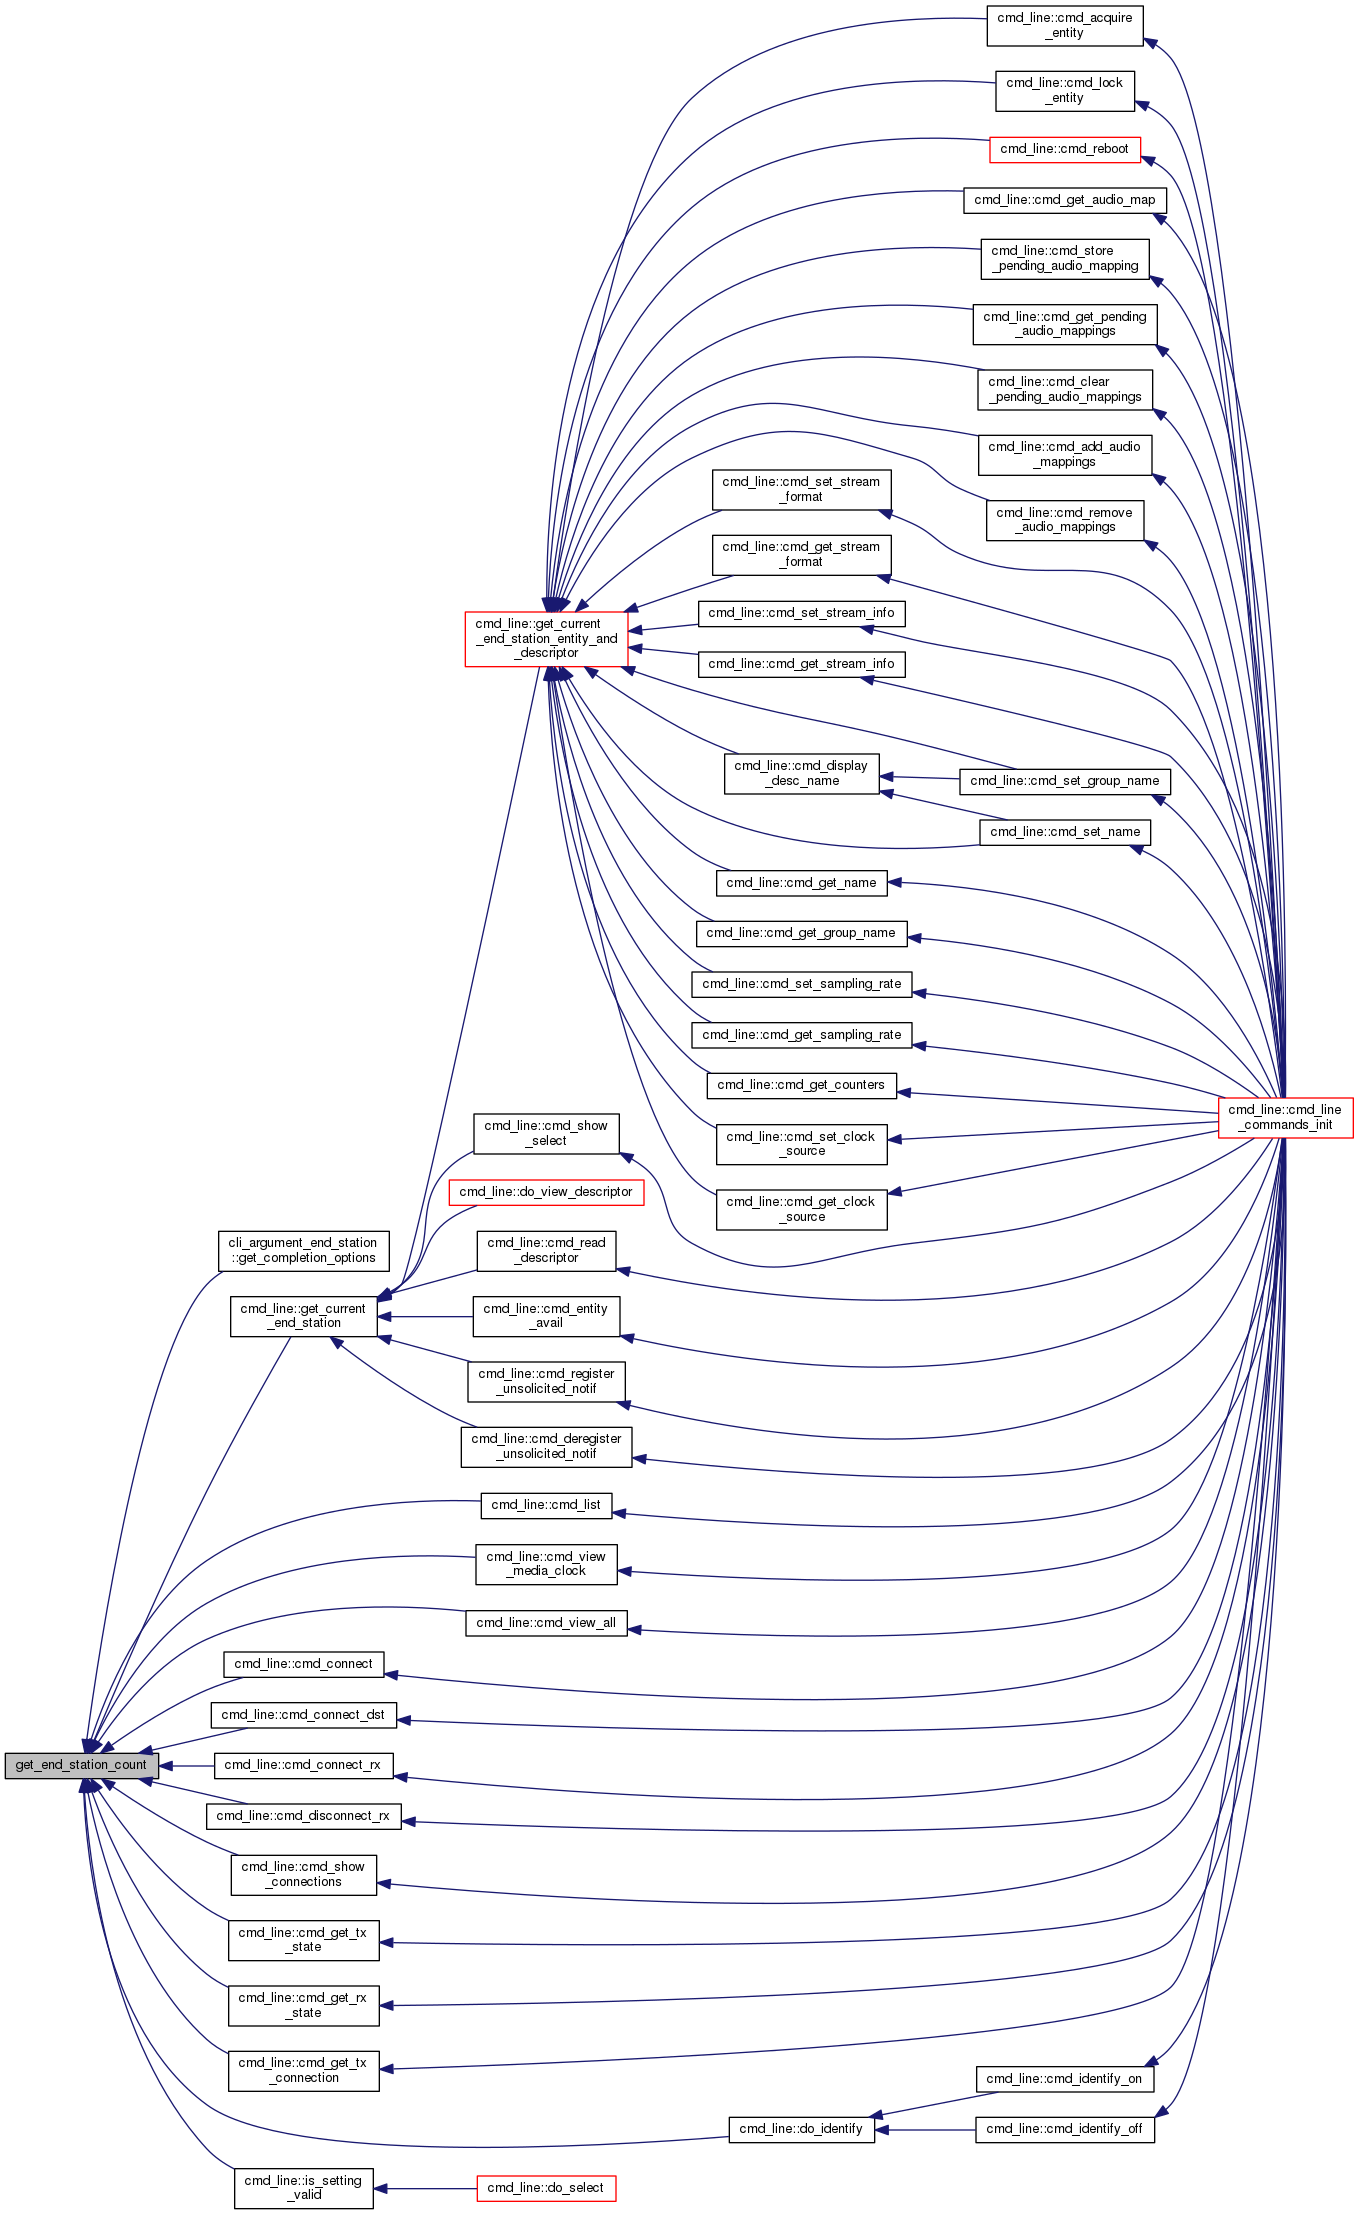 cmd_line::cmd_acquire
_entity
cmd_line::cmd_lock
_entity
cmd_line::cmd_reboot
cmd_line::cmd_get_audio_map
cmd_line::cmd_store
_pending_audio_mapping
cmd_line::cmd_get_pending
_audio_mappings
cmd_line::cmd_clear
_pending_audio_mappings
cmd_line::cmd_add_audio
_mappings
cmd_line::cmd_set_stream
_format
cmd_line::cmd_remove
_audio_mappings
cmd_line::cmd_get_stream
_format
cmd_line::cmd_set_stream_info
cmd_line::get_current
_end_station_entity_and
_descriptor
cmd_line::cmd_get_stream_info
cmd_line::cmd_display
_desc_name
cmd_line::cmd_set_group_name
cmd_line::cmd_set_name
cmd_line::cmd_get_name
cmd_line::cmd_get_group_name
cmd_line::cmd_set_sampling_rate
cmd_line::cmd_get_sampling_rate
cmd_line::cmd_get_counters
cmd_line::cmd_line
_commands_init
cmd_line::cmd_show
_select
cmd_line::cmd_set_clock
_source
cmd_line::do_view_descriptor
cmd_line::cmd_get_clock
_source
cli_argument_end_station
::get_completion_options
cmd_line::cmd_read
_descriptor
cmd_line::get_current
_end_station
cmd_line::cmd_entity
_avail
cmd_line::cmd_register
_unsolicited_notif
cmd_line::cmd_deregister
_unsolicited_notif
cmd_line::cmd_list
cmd_line::cmd_view
_media_clock
cmd_line::cmd_view_all
cmd_line::cmd_connect
cmd_line::cmd_connect_dst
get_end_station_count
cmd_line::cmd_connect_rx
cmd_line::cmd_disconnect_rx
cmd_line::cmd_show
_connections
cmd_line::cmd_get_tx
_state
cmd_line::cmd_get_rx
_state
cmd_line::cmd_get_tx
_connection
cmd_line::cmd_identify_on
cmd_line::do_identify
cmd_line::cmd_identify_off
cmd_line::is_setting
_valid
cmd_line::do_select